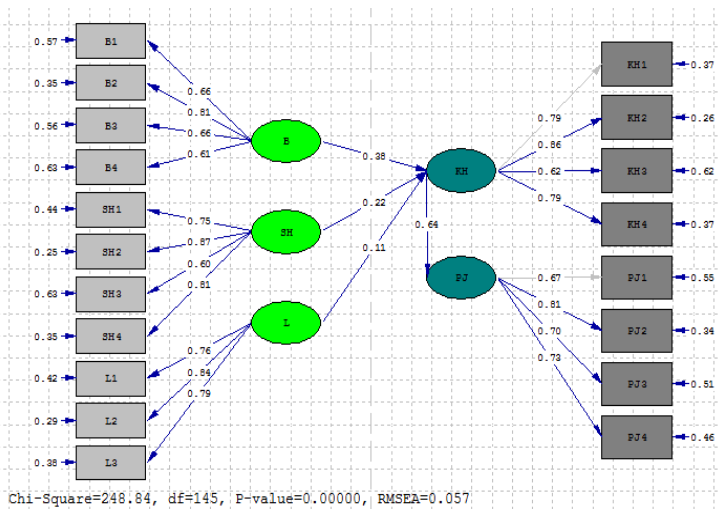 0.57 B1
0.35 B2
0.56 B3
0.63 B4
0.44 SH1
0.25 SH2
0.63 SH3
0.35 SH4
0.42 L1
0.29 L2
0.38 L3
0.66
0.81
0.66
0.61
0.75
0.87
0.60
0.81
0.76
0.84
0.79
B
SH
L
0.38
0.22
0.11
KH
0.64
PJ
0.79
0.86
0.62
0.79
0.67
0.81
0.70
0.73
KH1 0.37
KH2 0.26
KH3 0.62
KH4 0.37
PJ1 0.55
PJ2 0.34
PJ3 0.51
PJ4 0.46
Chi-Square=248.84, df=145, P-value=0.00000, RMSEA=0.057